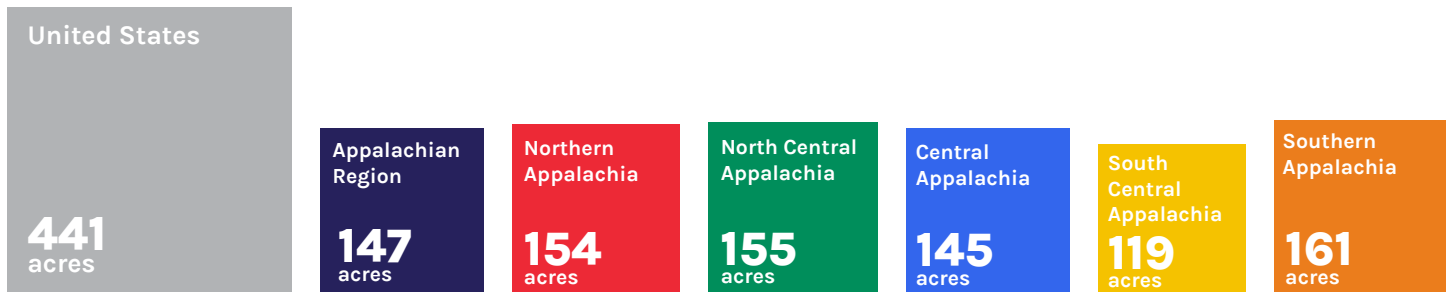 United States
441
acres
Appalachian
Region
147
acres
Northern
Appalachia
154
acres
North Central
Appalachia
155
acres
Central
Appalachia
145
acres
South
Central
Appalachia
119
acres
Southern
Appalachia
161
acres